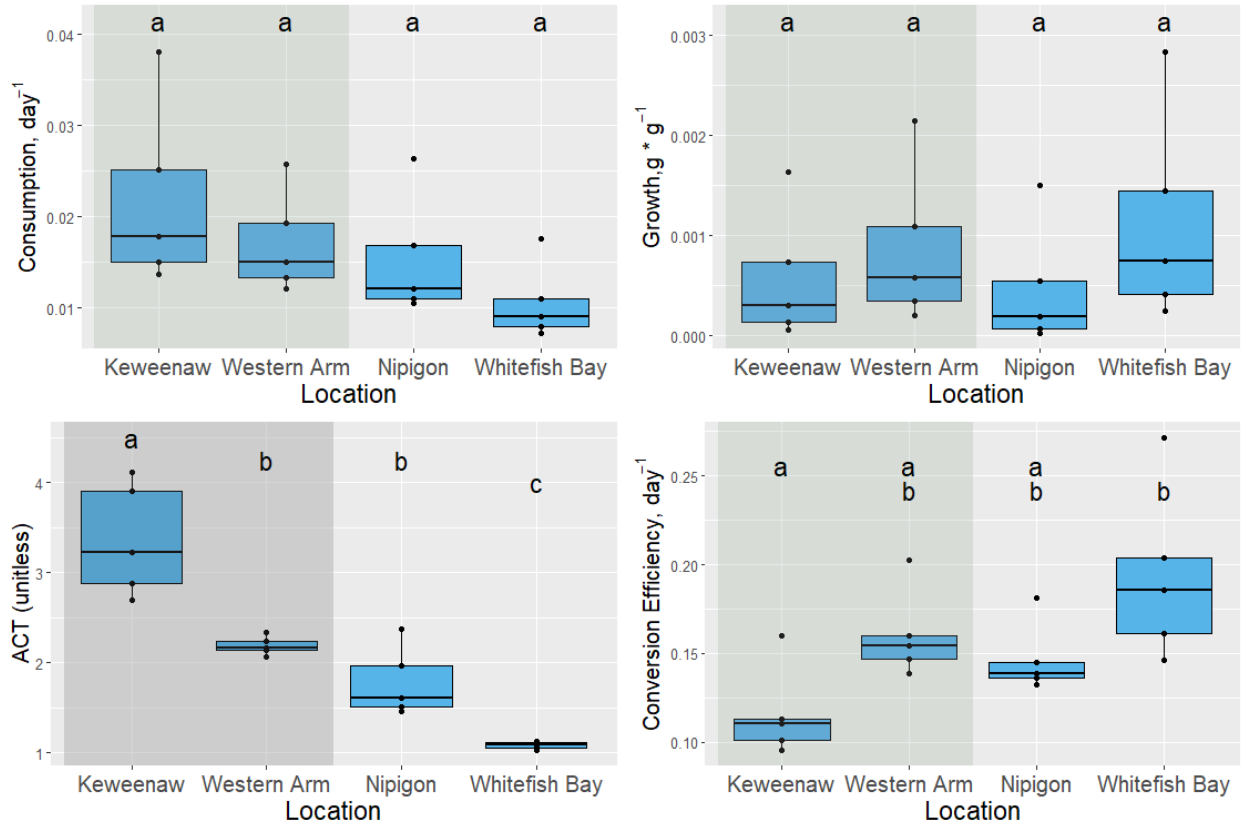 a a a a
0.04
0.03
0.02
0.01
Consumption, day⁻¹
Keweenaw Western Arm Nipigon Whitefish Bay
Location
a a a a
0.003
0.002
0.001
0.000
Growth,g * g⁻¹
Keweenaw Western Arm Nipigon Whitefish Bay
Location
a b b c
4
3
2
1
ACT (unitless)
Keweenaw Western Arm Nipigon Whitefish Bay
Location
a a a
b b b
0.25
0.20
0.15
0.10
Conversion Efficiency, day⁻¹
Keweenaw Western Arm Nipigon Whitefish Bay
Location